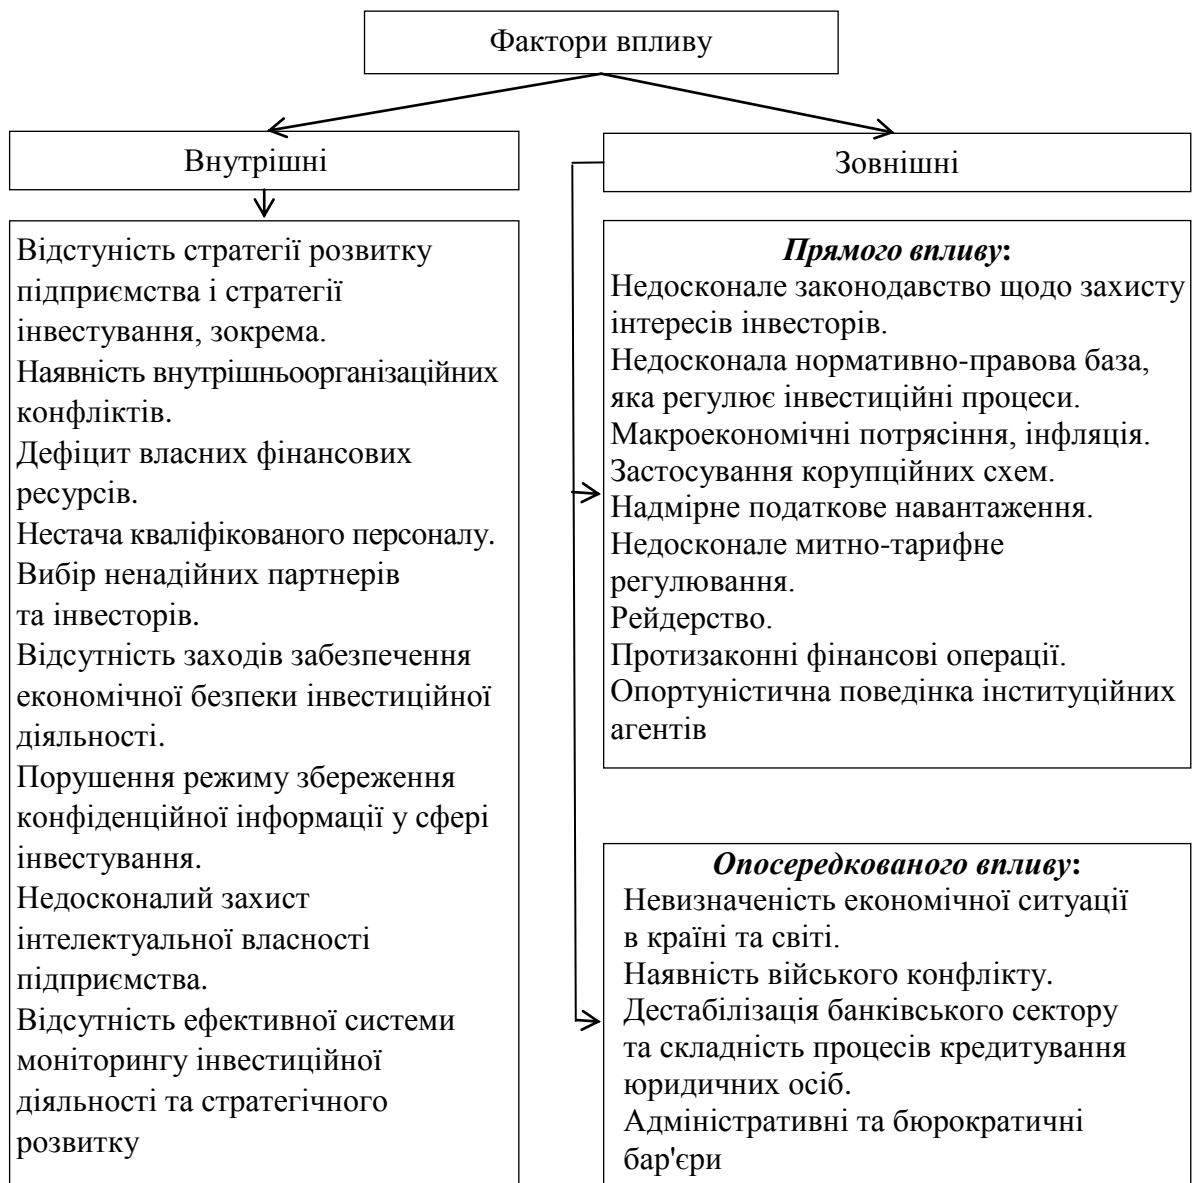 Фактори впливу
Внутрішні
Відстуність стратегії розвитку
підприємства і стратегії
інвестування, зокрема.
Наявність внутрішньоорганізаційних
конфліктів.
Дефіцит власних фінансових
ресурсів.
Нестача кваліфікованого персоналу.
Вибір ненадійних партнерів
та інвесторів.
Відсутність заходів забезпечення
економічної безпеки інвестиційної
діяльності.
Порушення режиму збереження
конфіденційної інформації у сфері
інвестування.
Недосконалий захист
інтелектуальної власності
підприємства.
Відсутність ефективної системи
моніторингу інвестиційної
діяльності та стратегічного
розвитку
Зовнішні
Прямого впливу:
Недосконале законодавство щодо захисту
інтересів інвесторів.
Недосконала нормативно-правова база,
яка регулює інвестиційні процеси.
Макроекономічні потрясіння, інфляція.
Застосування корупційних схем.
Надмірне податкове навантаження.
Недосконале митно-тарифне
регулювання.
Рейдерство.
Протизаконні фінансові операції.
Опортуністична поведінка інституційних
агентів
Опосередкованого впливу:
Невизначеність економічної ситуації
в країні та світі.
Наявність війського конфлікту.
Дестабілізація банківського сектору
та складність процесів кредитування
юридичних осіб.
Адміністративні та бюрократичні
бар'єри